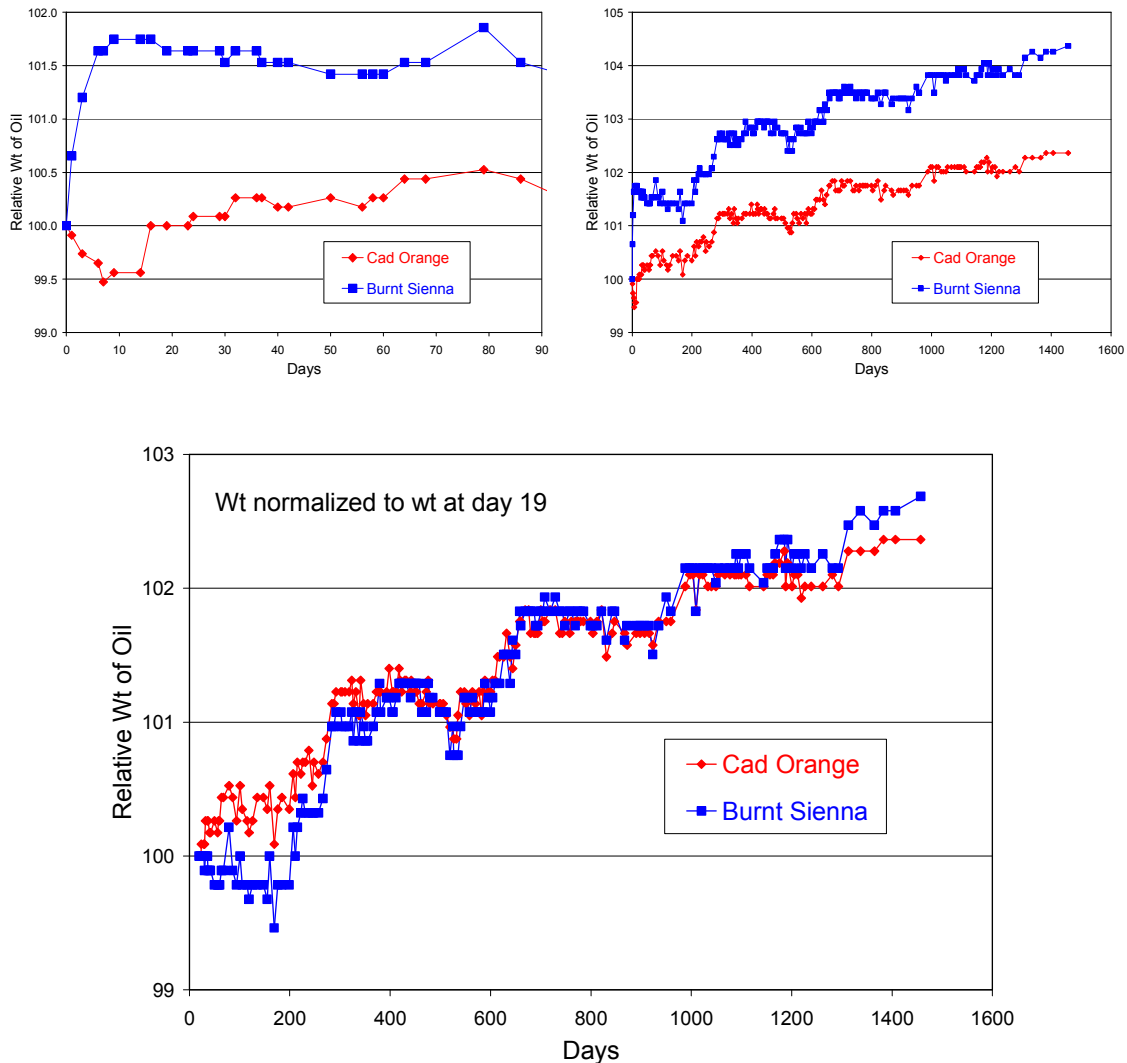 102.0
101.5
101.0
100.5
100.0
99.5
99.0
Relative Wt of Oil
Cad Orange
Burnt Sienna
0 10 20 30 40 50 60 70 80 90
Days
105
104
103
102
101
100
99
Relative Wt of Oil
Cad Orange
Burnt Sienna
0 200 400 600 800 1000 1200 1400 1600
Days
103
102
101
100
99
Relative Wt of Oil
Wt normalized to wt at day 19
Cad Orange
Burnt Sienna
0 200 400 600 800 1000 1200 1400 1600
Days